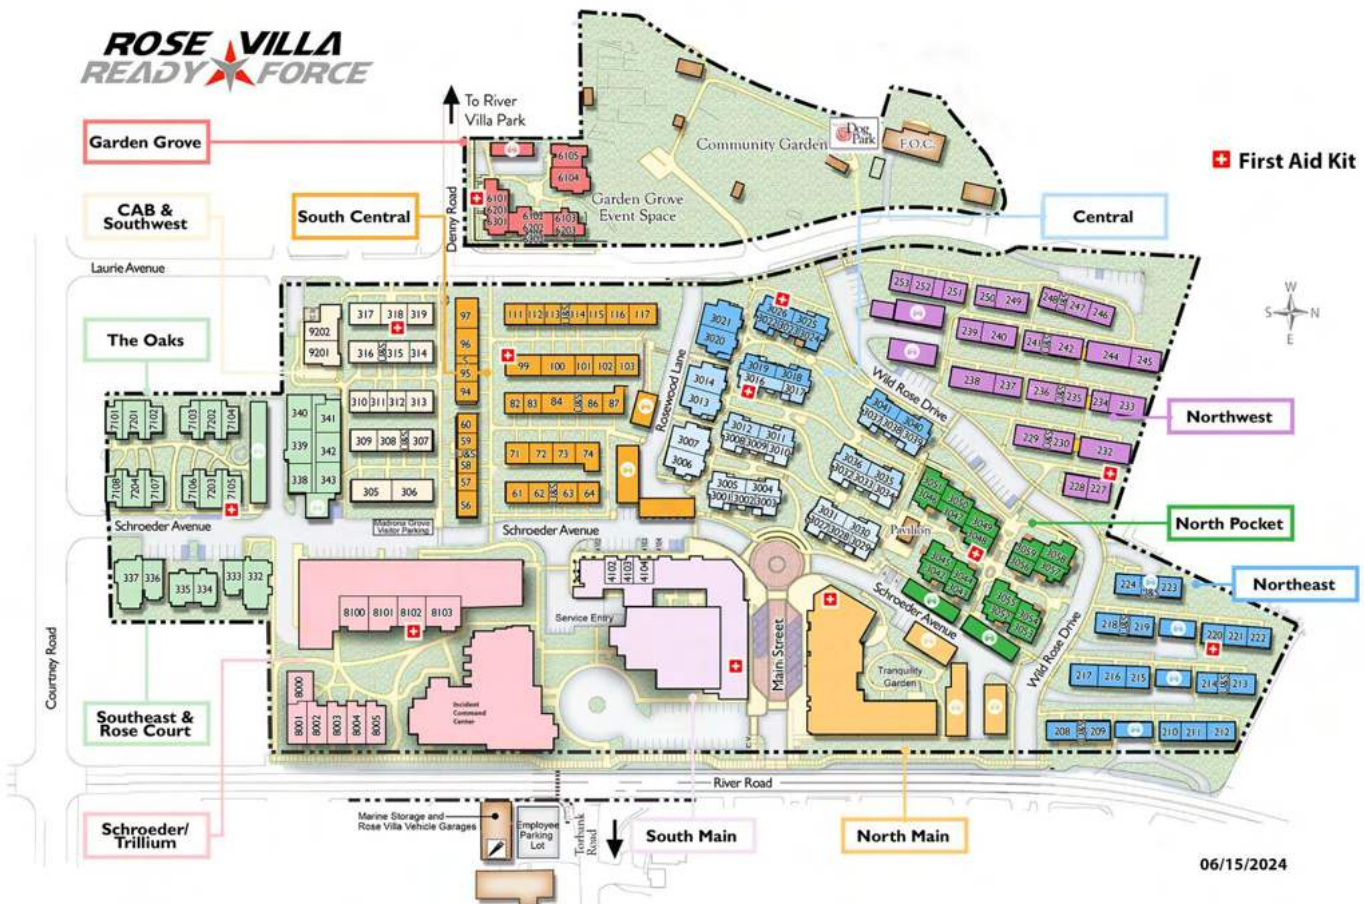 ROSE VILLA
READY FORCE
To River
Villa Park
Garden Grove
CAB &
Southwest
South Central
The Oaks
Southeast &
Rose Court
Schroeder/
Trillium
South Main
North Main
Central
Northwest
North Pocket
Northeast
First Aid Kit
Community Garden
Dog
Park
F.O.C.
Garden Grove
Event Space
Denny Road
Laurie Avenue
6105
6104
6101
6201
6301
6102
6202
6103
6203
W
S N
E
317 318 319
9202
9201
316 315 314
310 311 312 313
309 308 307
305 306
Madrona Grove
Visitor Parking
340 341
339 342
338 343
7101 7201 7102
7103 7202 7104
7108 7204 7107
7106 7203 7105
Schroeder Avenue
337 336
335 334
333 332
97
96
95
94
60
59
58
57
56
111 112 113 114 115 116 117
99 100 101 102 103
82 83 84 86 87
71 72 73 74
61 62 63 64
Schroeder Avenue
Rosewood Lane
3021
3020
3014
3013
3007
3006
3026 3025
3022 3023 3024
3019 3018
3016 3017
3012 3011
3008 3009 3010
3005 3004
3001 3002 3003
3041 3040
3033 3038 3039
3036 3035
3032 3033 3034
3031 3030
3027 3028 3029
Wild Rose Drive
253 252 251
250 249
248 247 246
239 240
241 242
244 245
238 237
236 235 234 233
229 230
232
228 227
3051 3050
3046 3047 3049
3048
3045 3044
3043
3059 3058
3056 3057
3055 3054
3053
Pavilion
Schroeder Avenue
Wild Rose Drive
224 223
218 219
220 221 222
217 216 215
214 213
208 209
210 211 212
4102 4103 4104
Service Entry
Main Street
Tranquility
Garden
8100 8101 8102 8103
8000
8001 8002 8003 8004 8005
Incident
Command
Center
Courtney Road
River Road
Marine Storage and
Rose Villa Vehicle Garages
Employee
Parking
Lot
Torbank
Road
06/15/2024